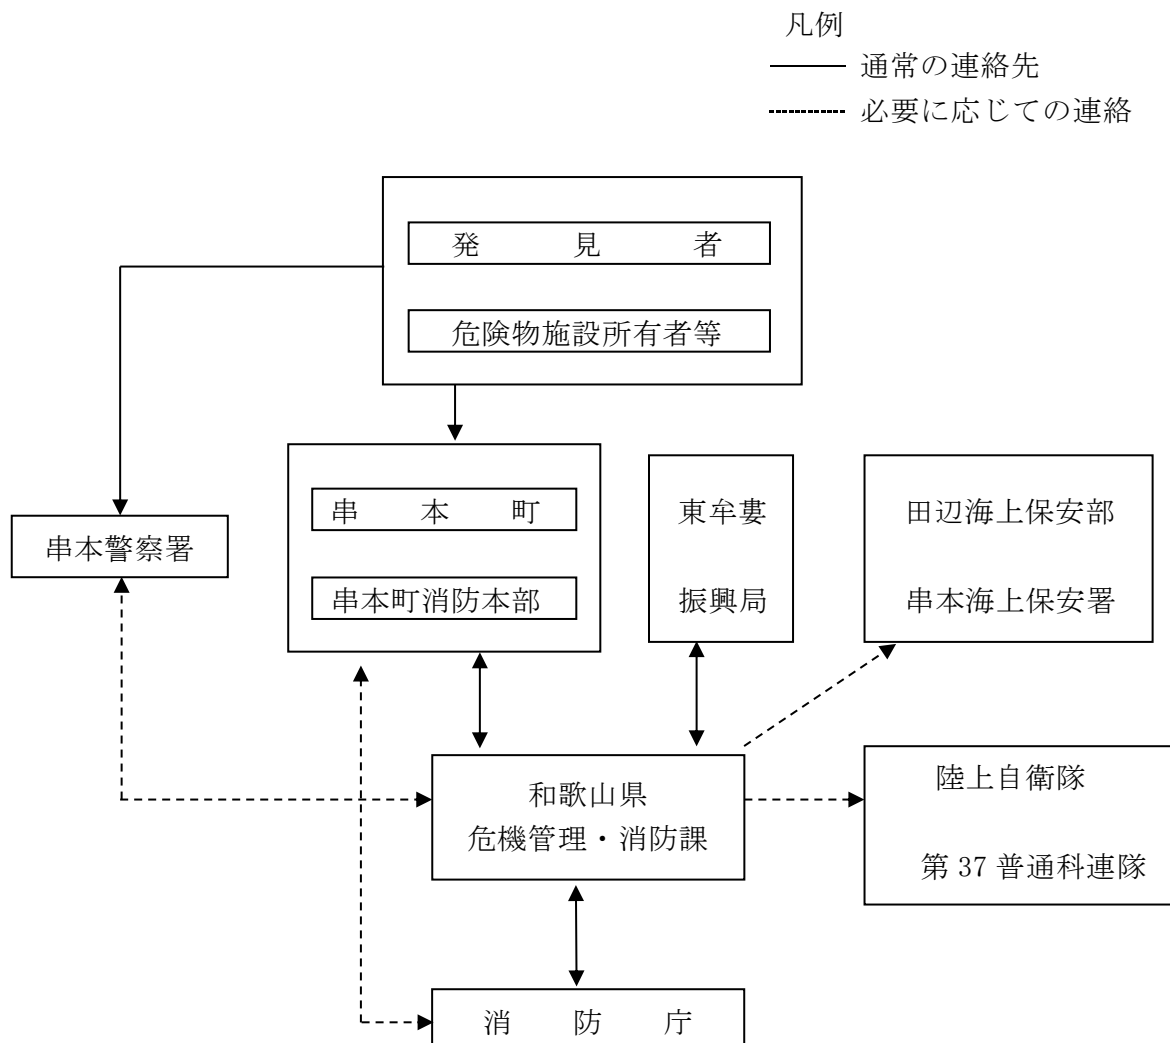 凡例
通常の連絡先
必要に応じての連絡
発見者
危険物施設所有者等
串本警察署
串本町
串本町消防本部
東牟婁
振興局
田辺海上保安部
串本海上保安署
和歌山県
危機管理・消防課
陸上自衛隊
第 37 普通科連隊
消防庁